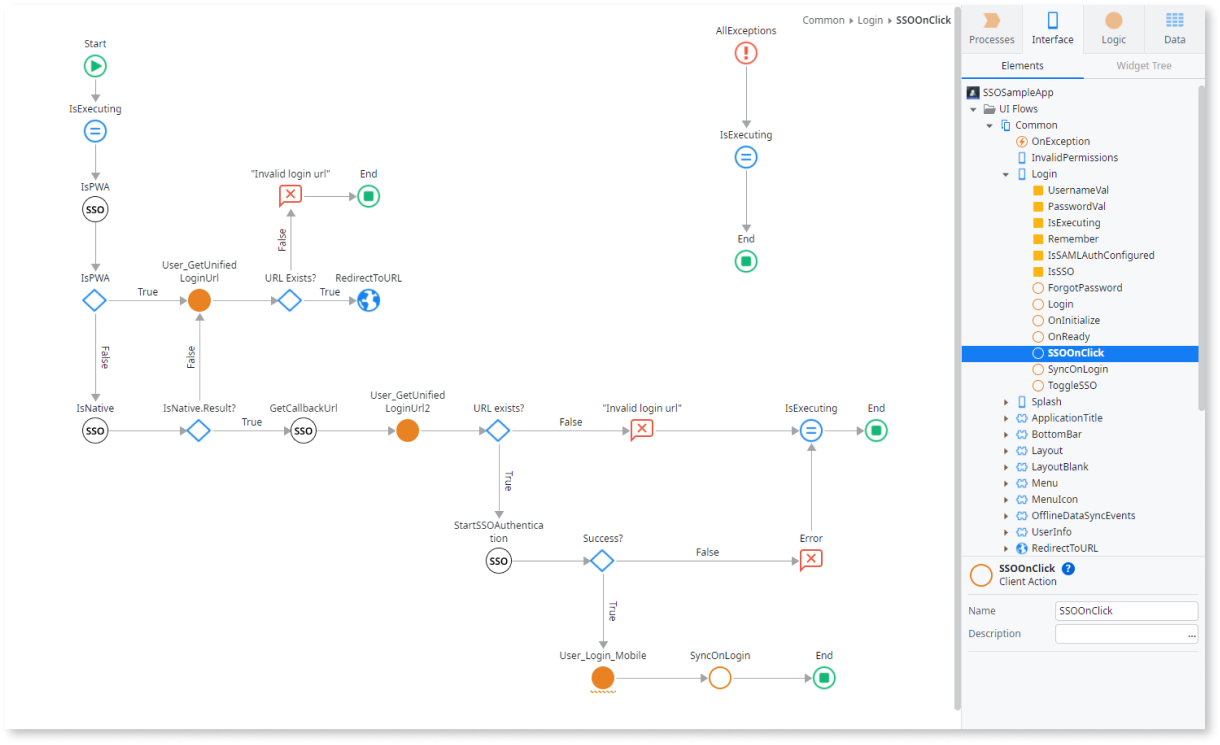 Common ▸ Login ▸ SSOOnClick
Start
AllExceptions
IsExecuting
IsExecuting
IsPWA
SSO
"Invalid login url"
End
False
End
IsPWA
User_GetUnified
LoginUrl
URL Exists?
RedirectToURL
True
True
False
False
IsNative
SSO
IsNative.Result?
True
GetCallbackUrl
SSO
User_GetUnified
LoginUrl2
URL exists?
False
"Invalid login url"
IsExecuting
End
True
StartSSOAuthentica
tion
SSO
Success?
False
Error
True
User_Login_Mobile
SyncOnLogin
End
Processes
Interface
Logic
Data
Elements
Widget Tree
SSOSampleApp
UI Flows
Common
OnException
InvalidPermissions
Login
UsernameVal
PasswordVal
IsExecuting
Remember
IsSAMLAuthConfigured
IsSSO
ForgotPassword
Login
OnInitialize
OnReady
SSOOnClick
SyncOnLogin
ToggleSSO
Splash
ApplicationTitle
BottomBar
Layout
LayoutBlank
Menu
MenuIcon
OfflineDataSyncEvents
UserInfo
RedirectToURL
SSOOnClick ?
Client Action
Name
SSOOnClick
Description
...